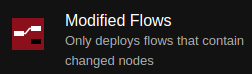 Modified Flows
Only deploys flows that contain
changed nodes